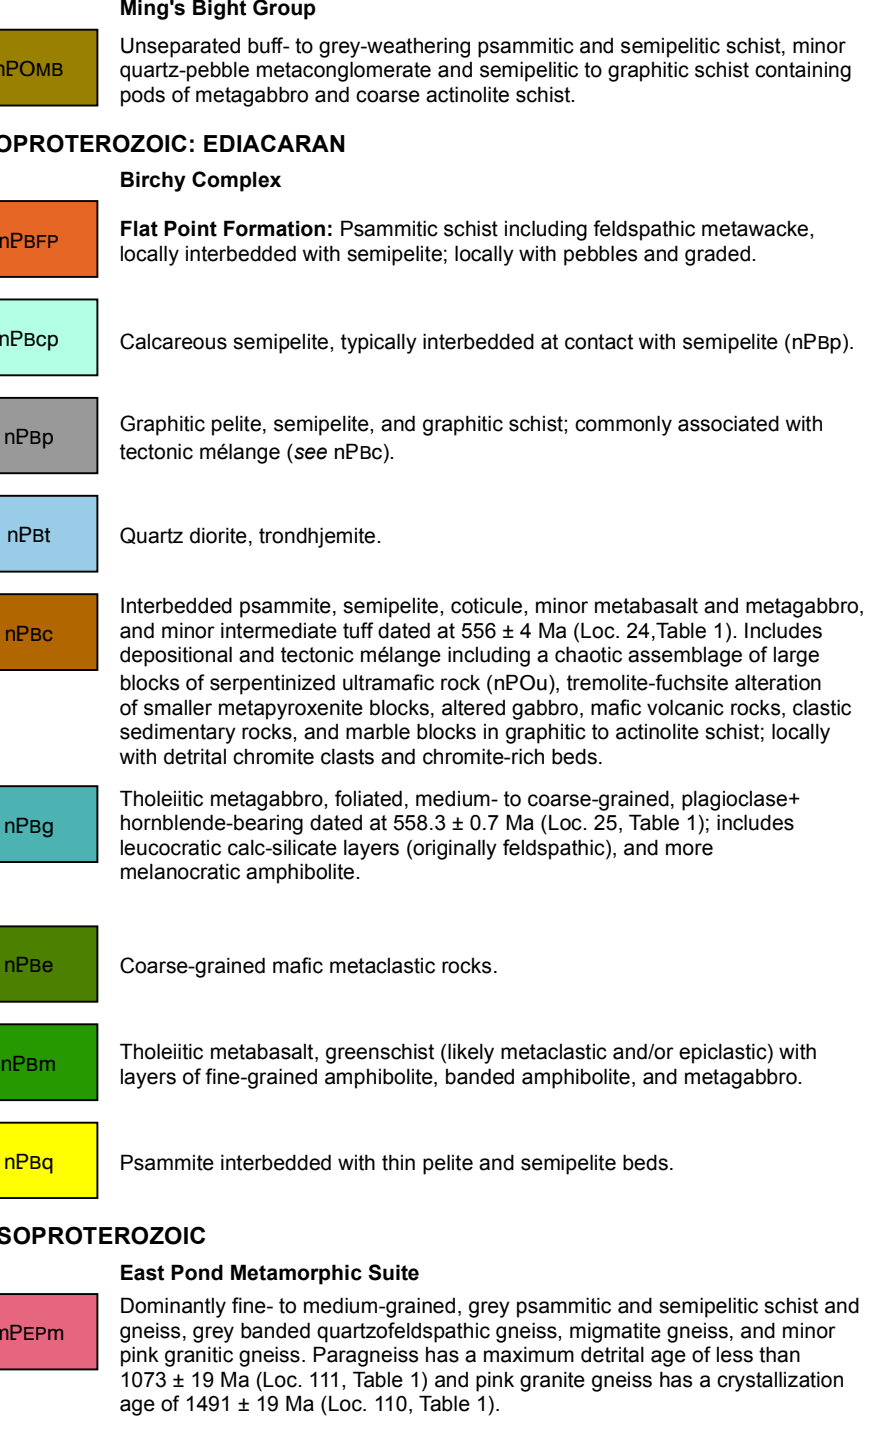 Ming's Bight Group
nPOMB
Unseparated buff- to grey-weathering psammitic and semipelitic schist, minor
quartz-pebble metaconglomerate and semipelitic to graphitic schist containing
pods of metagabbro and coarse actinolite schist.
OPROTEROZOIC: EDIACARAN
Birchy Complex
nPBFP
Flat Point Formation: Psammitic schist including feldspathic metawacke,
locally interbedded with semipelite; locally with pebbles and graded.
nPBcp
Calcareous semipelite, typically interbedded at contact with semipelite (nPBp).
nPBp
Graphitic pelite, semipelite, and graphitic schist; commonly associated with
tectonic mélange (see nPBc).
nPBt
Quartz diorite, trondhjemite.
nPBc
Interbedded psammite, semipelite, coticule, minor metabasalt and metagabbro,
and minor intermediate tuff dated at 556 ± 4 Ma (Loc. 24,Table 1). Includes
depositional and tectonic mélange including a chaotic assemblage of large
blocks of serpentinized ultramafic rock (nPOu), tremolite-fuchsite alteration
of smaller metapyroxenite blocks, altered gabbro, mafic volcanic rocks, clastic
sedimentary rocks, and marble blocks in graphitic to actinolite schist; locally
with detrital chromite clasts and chromite-rich beds.
nPBg
Tholeiitic metagabbro, foliated, medium- to coarse-grained, plagioclase+
hornblende-bearing dated at 558.3 ± 0.7 Ma (Loc. 25, Table 1); includes
leucocratic calc-silicate layers (originally feldspathic), and more
melanocratic amphibolite.
nPBe
Coarse-grained mafic metaclastic rocks.
nPBm
Tholeiitic metabasalt, greenschist (likely metaclastic and/or epiclastic) with
layers of fine-grained amphibolite, banded amphibolite, and metagabbro.
nPBq
Psammite interbedded with thin pelite and semipelite beds.
SOPROTEROZOIC
East Pond Metamorphic Suite
mPEPm
Dominantly fine- to medium-grained, grey psammitic and semipelitic schist and
gneiss, grey banded quartzofeldspathic gneiss, migmatite gneiss, and minor
pink granitic gneiss. Paragneiss has a maximum detrital age of less than
1073 ± 19 Ma (Loc. 111, Table 1) and pink granite gneiss has a crystallization
age of 1491 ± 19 Ma (Loc. 110, Table 1).